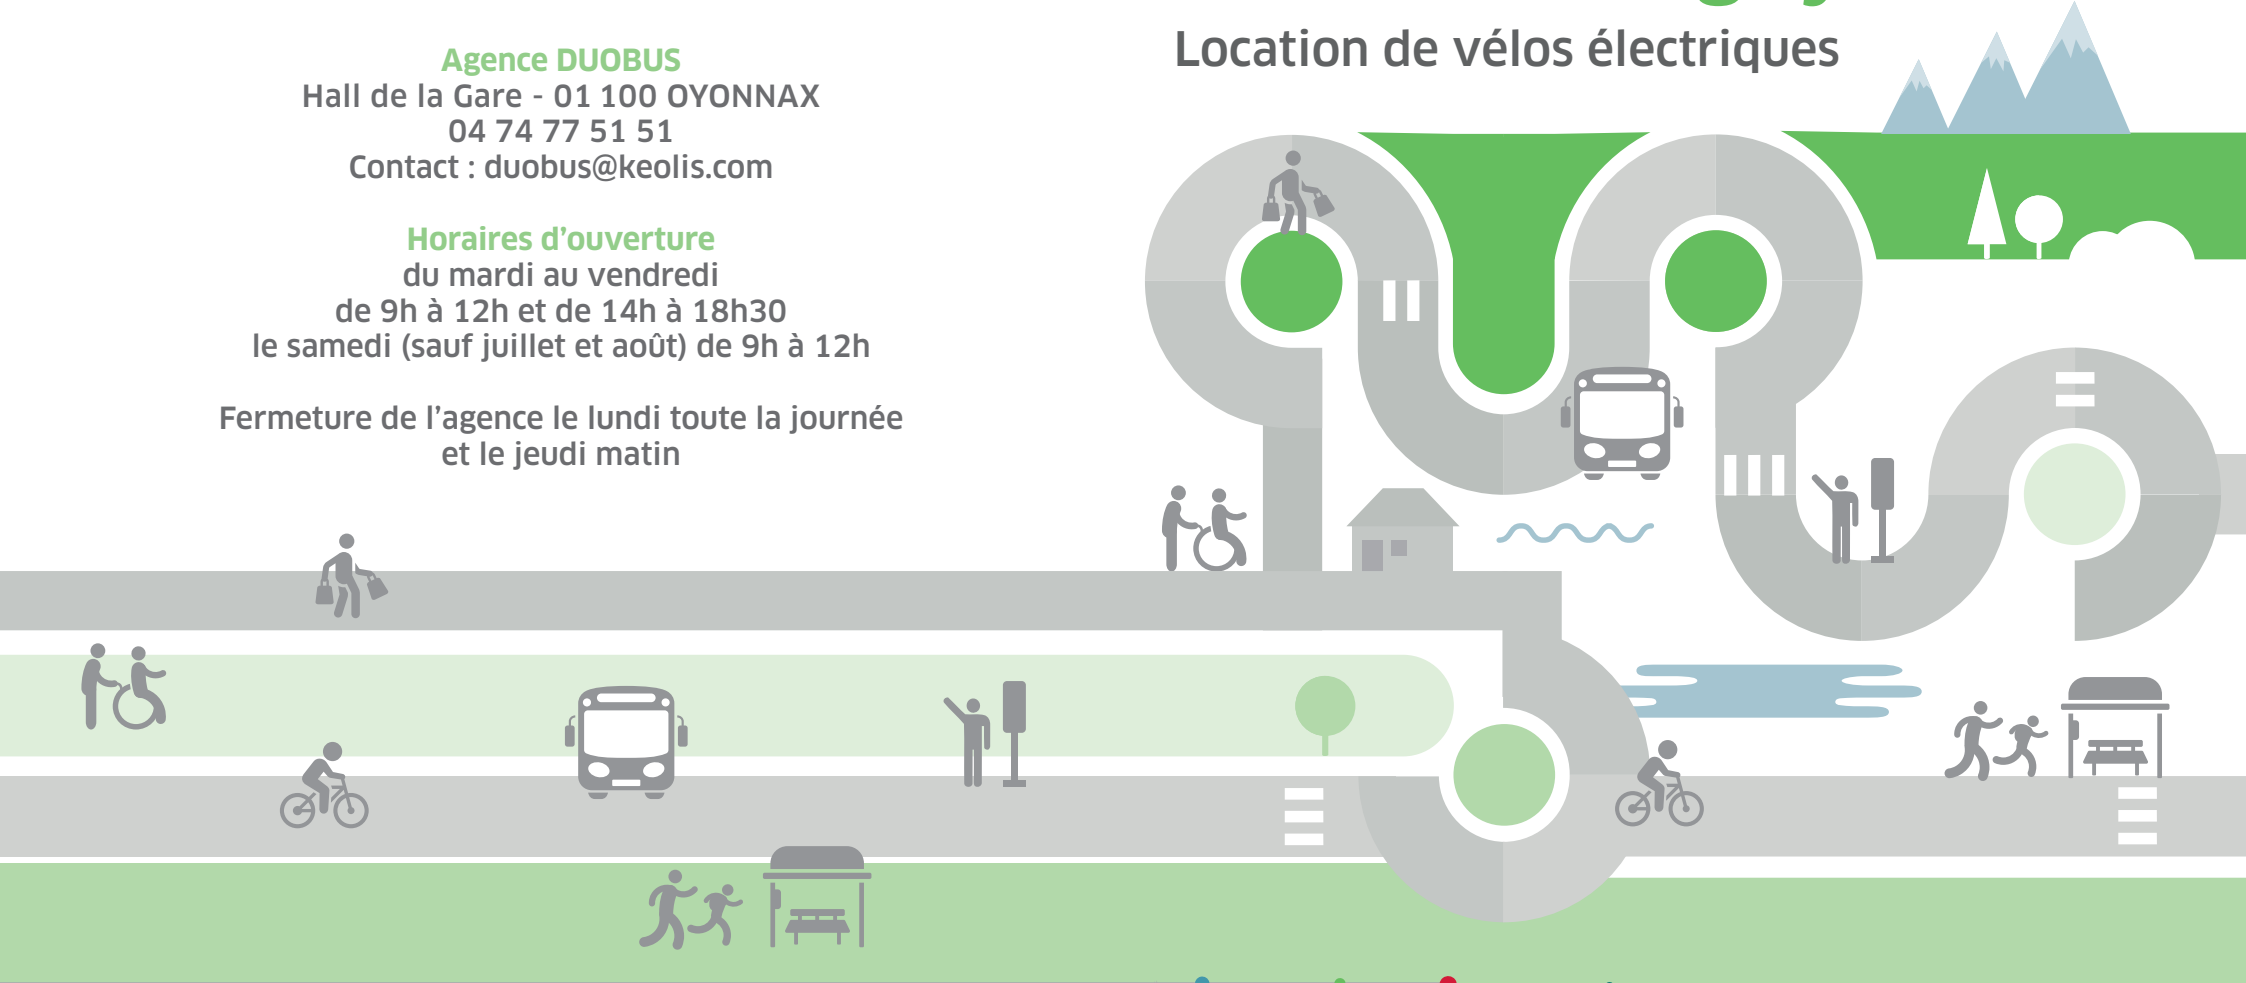 Agence DUOBUS
Hall de la Gare - 01 100 OYONNAX
04 74 77 51 51
Contact : duobus@keolis.com
Horaires d’ouverture
du mardi au vendredi
de 9h à 12h et de 14h à 18h30
le samedi (sauf juillet et août) de 9h à 12h
Fermeture de l’agence le lundi toute la journée
et le jeudi matin
Location de vélos électriques